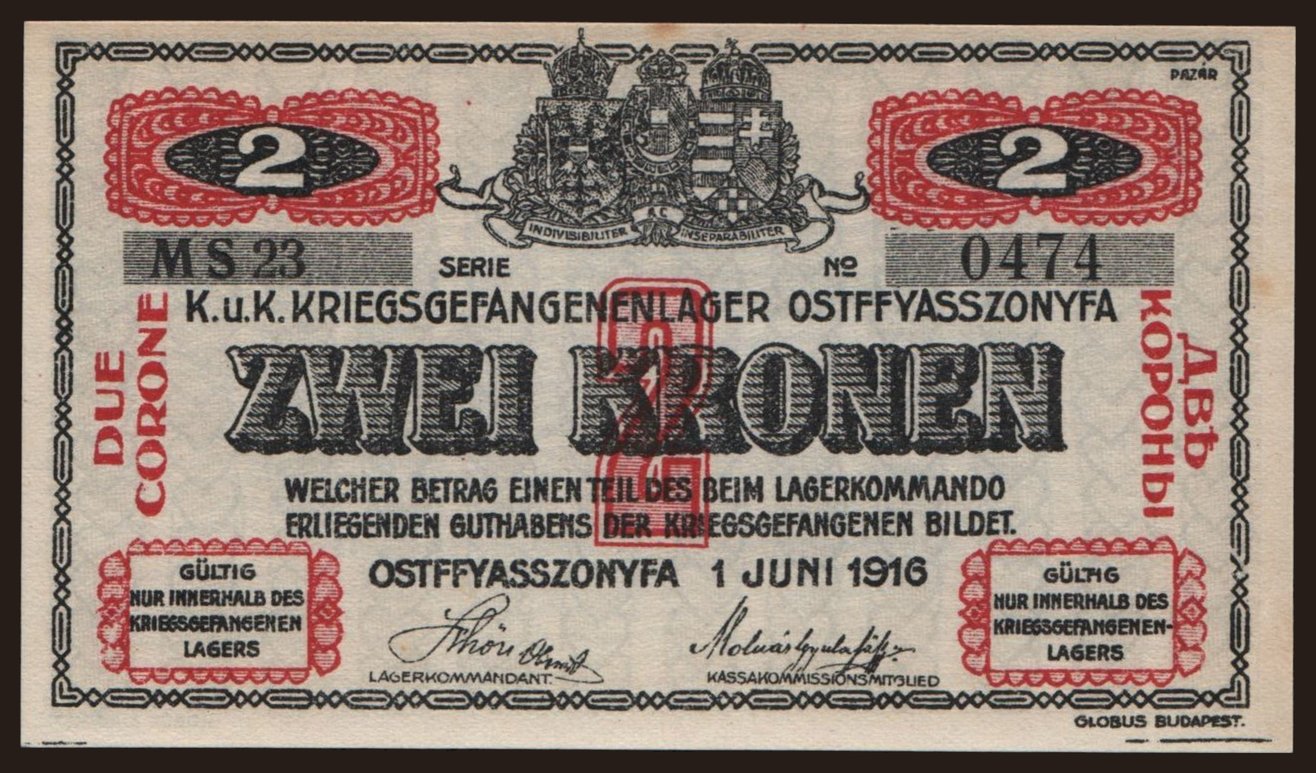 PAZÁR
2 2
INDIVISIBILITER AC INSEPARABILITER
MS 23 SERIE No 0474
K.u.K. KRIEGSGEFANGENENLAGER OSTFFYASSZONYFA
DUE
CORONE
ZWEI KRONEN
2
ДВѢ
КОРОНЫ
WELCHER BETRAG EINEN TEIL DES BEIM LAGERKOMMANDO
ERLIEGENDEN GUTHABENS DER KRIEGSGEFANGENEN BILDET.
OSTFFYASSZONYFA 1 JUNI 1916
GÜLTIG
NUR INNERHALB DES
KRIEGSGEFANGENEN
LAGERS
LAGERKOMMANDANT.
KASSAKOMMISSIONSMITGLIED
GÜLTIG
NUR INNERHALB DES
KRIEGSGEFANGENEN-
LAGERS
GLOBUS BUDAPEST.